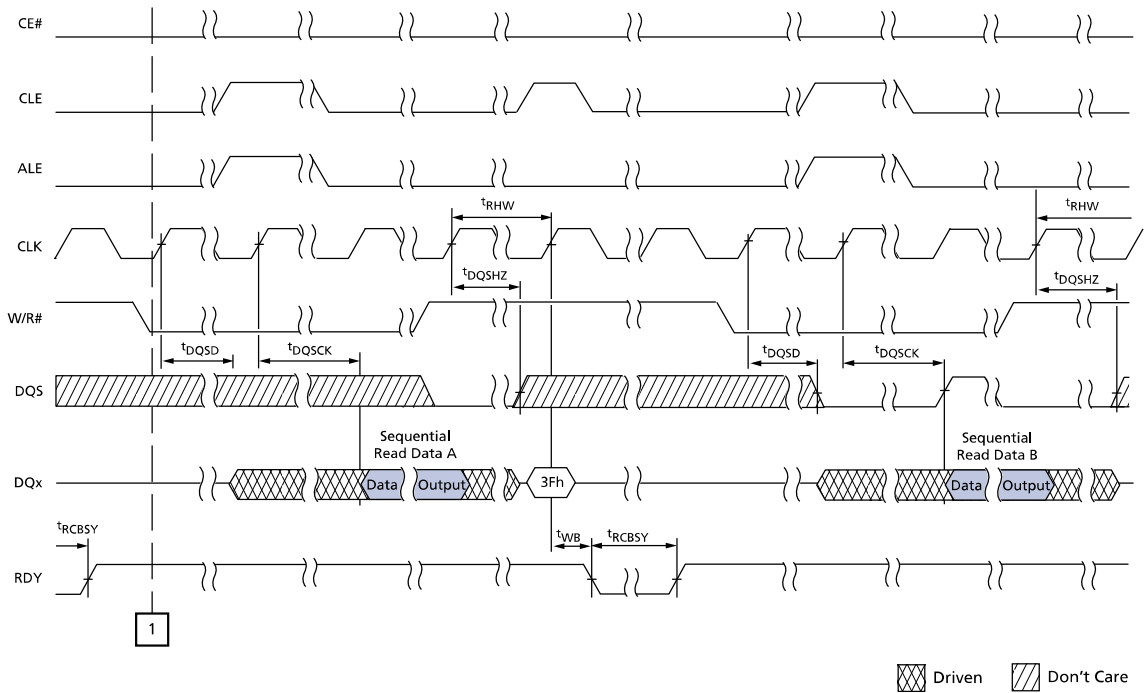 CE#
CLE
ALE
tRHW
tRHW
CLK
tDQSHZ
tDQSHZ
W/R#
tDQSD
tDQSCK
tDQSD
tDQSCK
DQS
Sequential
Read Data A
Sequential
Read Data B
DQx
Data
Output
3Fh
Data
Output
tRCBSY
tWB
tRCBSY
RDY
1
Driven
Don't Care